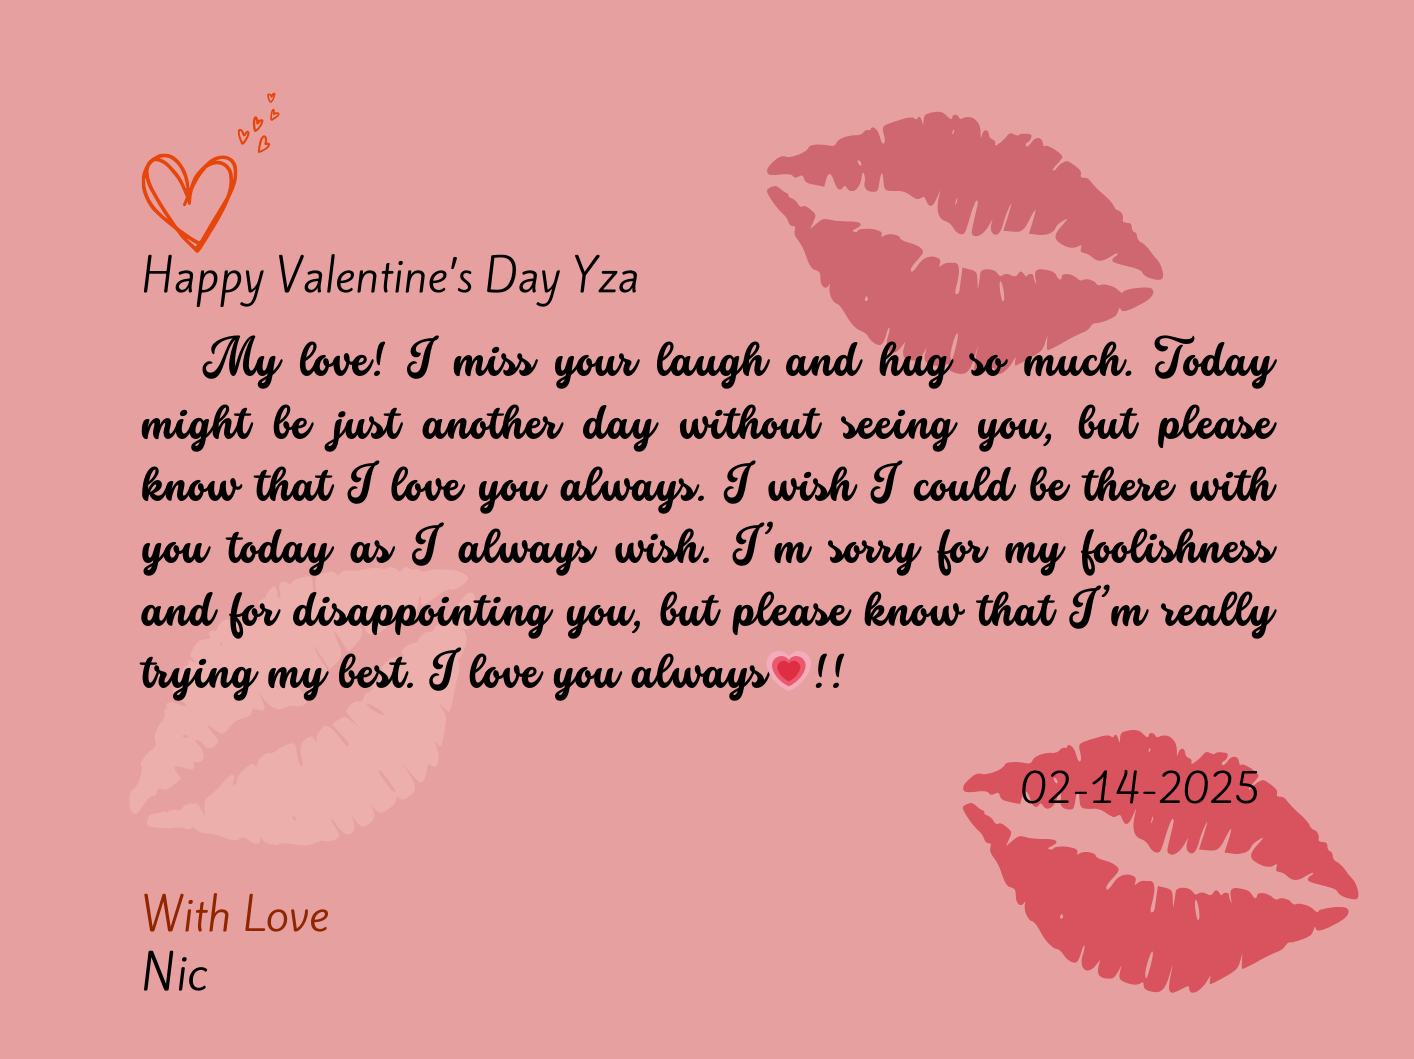 Happy Valentine's Day Yza
My love! I miss your laugh and hug so much. Today
might be just another day without seeing you, but please
know that I love you always. I wish I could be there with
you today as I always wish. I’m sorry for my foolishness
and for disappointing you, but please know that I’m really
trying my best. I love you always💗!!
02-14-2025
With Love
Nic